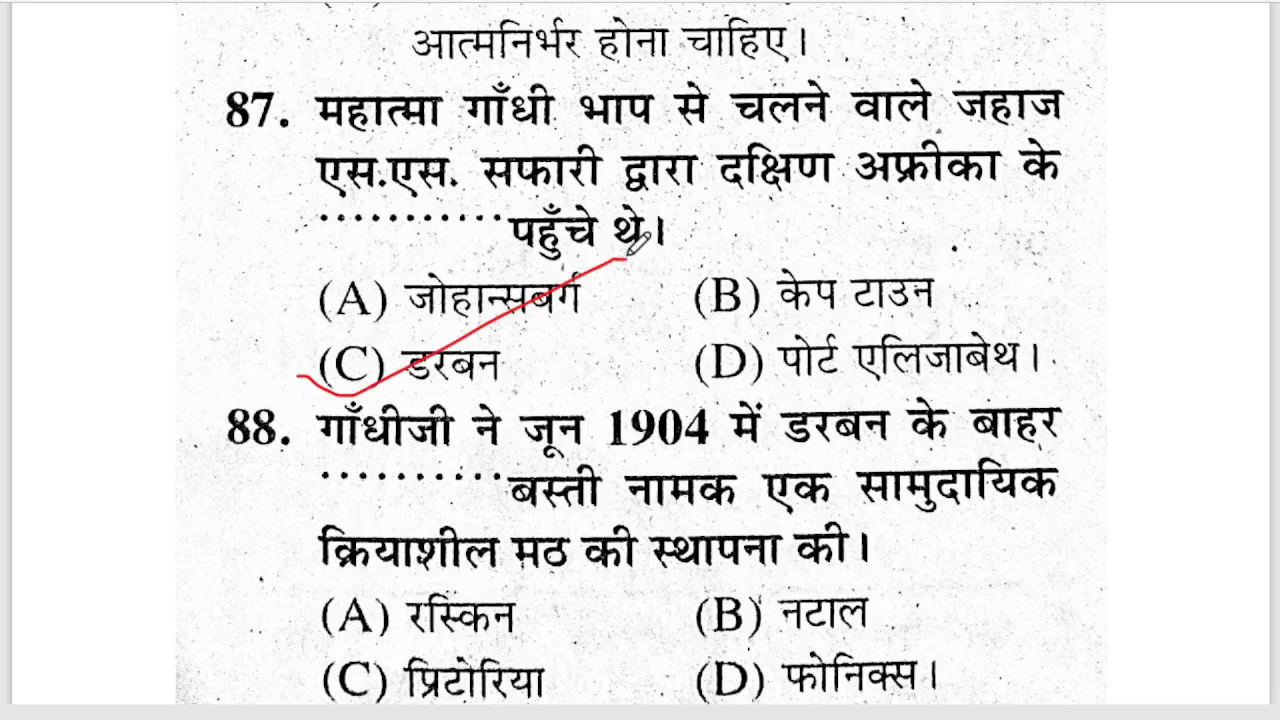 आत्मनिर्भर होना चाहिए।
87. महात्मा गाँधी भाप से चलने वाले जहाज
एस.एस. सफारी द्वारा दक्षिण अफ्रीका के
...........पहुँचे थे।
(A) जोहान्सबर्ग (B) केप टाउन
(C) डरबन (D) पोर्ट एलिजाबेथ।
88. गाँधीजी ने जून 1904 में डरबन के बाहर
...........बस्ती नामक एक सामुदायिक
क्रियाशील मठ की स्थापना की।
(A) रस्किन (B) नटाल
(C) प्रिटोरिया (D) फोनिक्स।